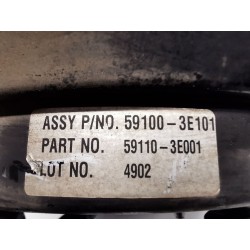 ASSY P/NO. 59100-3E101
PART NO. 59110-3E001
LOT NO. 4902